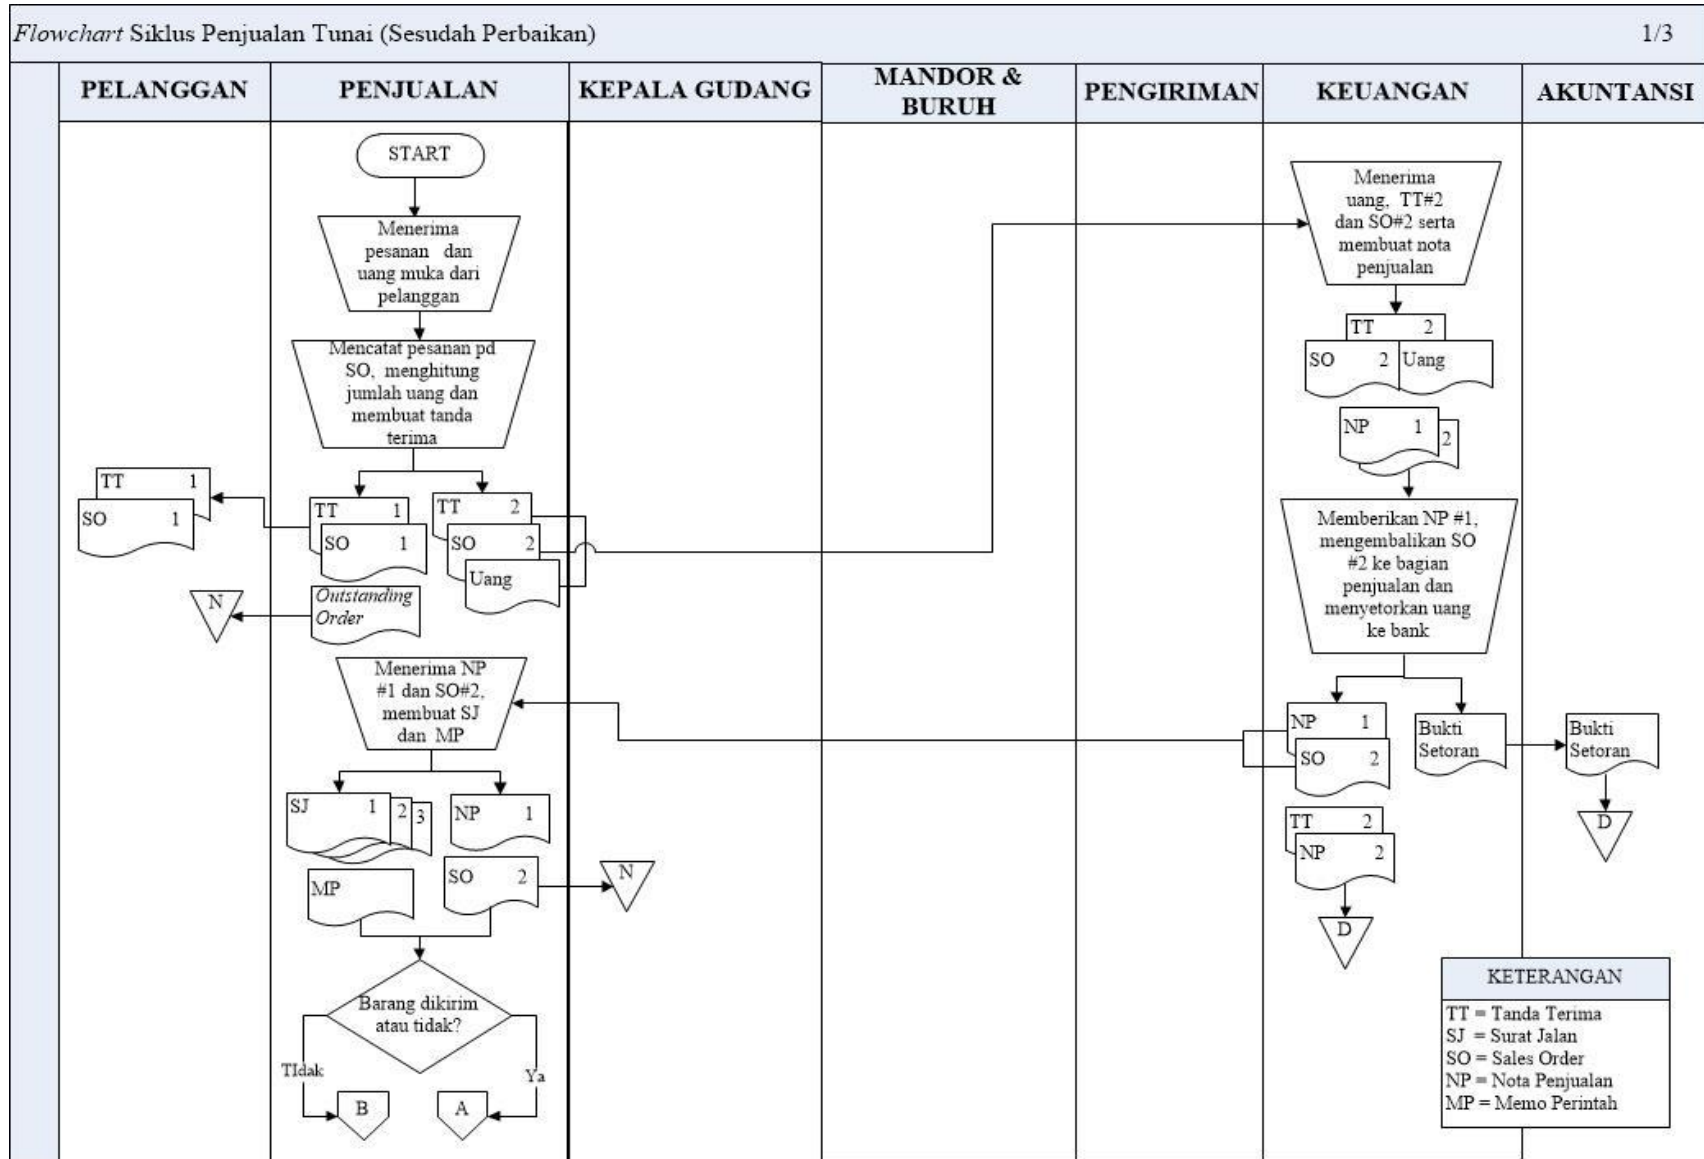 Flowchart Siklus Penjualan Tunai (Sesudah Perbaikan)
1/3
PELANGGAN
PENJUALAN
KEPALA GUDANG
MANDOR &
BURUH
PENGIRIMAN
KEUANGAN
AKUNTANSI
START
Menerima
pesanan dan
uang muka dari
pelanggan
Mencatat pesanan pd
SO, menghitung
jumlah uang dan
membuat tanda
terima
TT 1
SO 1
TT 1
SO 1
TT 2
SO 2
Uang
Outstanding
Order
N
Menerima NP
#1 dan SO#2,
membuat SJ
dan MP
SJ 1 2 3
NP 1
MP
SO 2
N
Barang dikirim
atau tidak?
TIdak
Ya
B
A
Menerima
uang, TT#2
dan SO#2 serta
membuat nota
penjualan
TT 2
SO 2
Uang
NP 1 2
Memberikan NP #1,
mengembalikan SO
#2 ke bagian
penjualan dan
menyetorkan uang
ke bank
NP 1
SO 2
Bukti
Setoran
Bukti
Setoran
D
TT 2
NP 2
D
KETERANGAN
TT = Tanda Terima
SJ = Surat Jalan
SO = Sales Order
NP = Nota Penjualan
MP = Memo Perintah